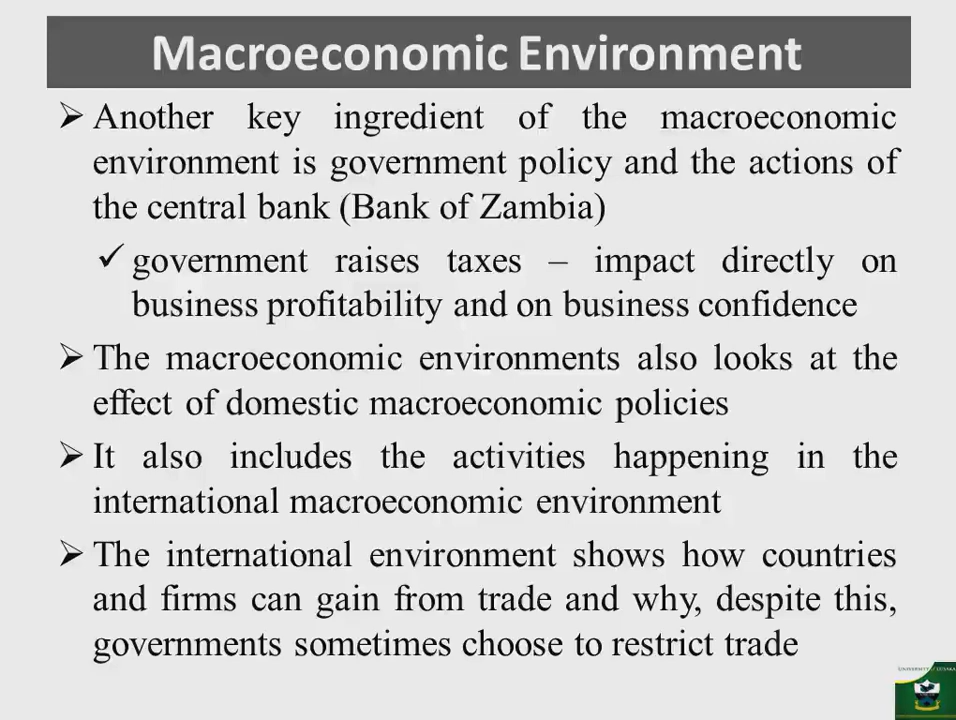 Macroeconomic Environment
➢ Another key ingredient of the macroeconomic
environment is government policy and the actions of
the central bank (Bank of Zambia)
✓ government raises taxes – impact directly on
business profitability and on business confidence
➢ The macroeconomic environments also looks at the
effect of domestic macroeconomic policies
➢ It also includes the activities happening in the
international macroeconomic environment
➢ The international environment shows how countries
and firms can gain from trade and why, despite this,
governments sometimes choose to restrict trade